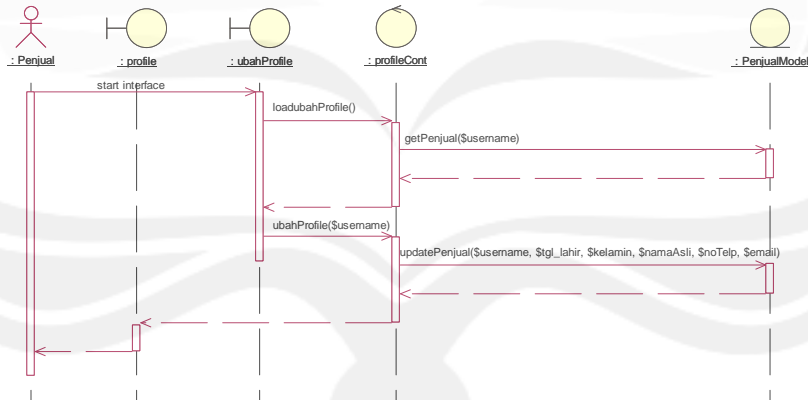 : Penjual
: profile
: ubahProfile
: profileCont
: PenjualModel
start interface
loadubahProfile()
getPenjual($username)
ubahProfile($username)
updatePenjual($username, $tgl_lahir, $kelamin, $namaAsli, $noTelp, $email)